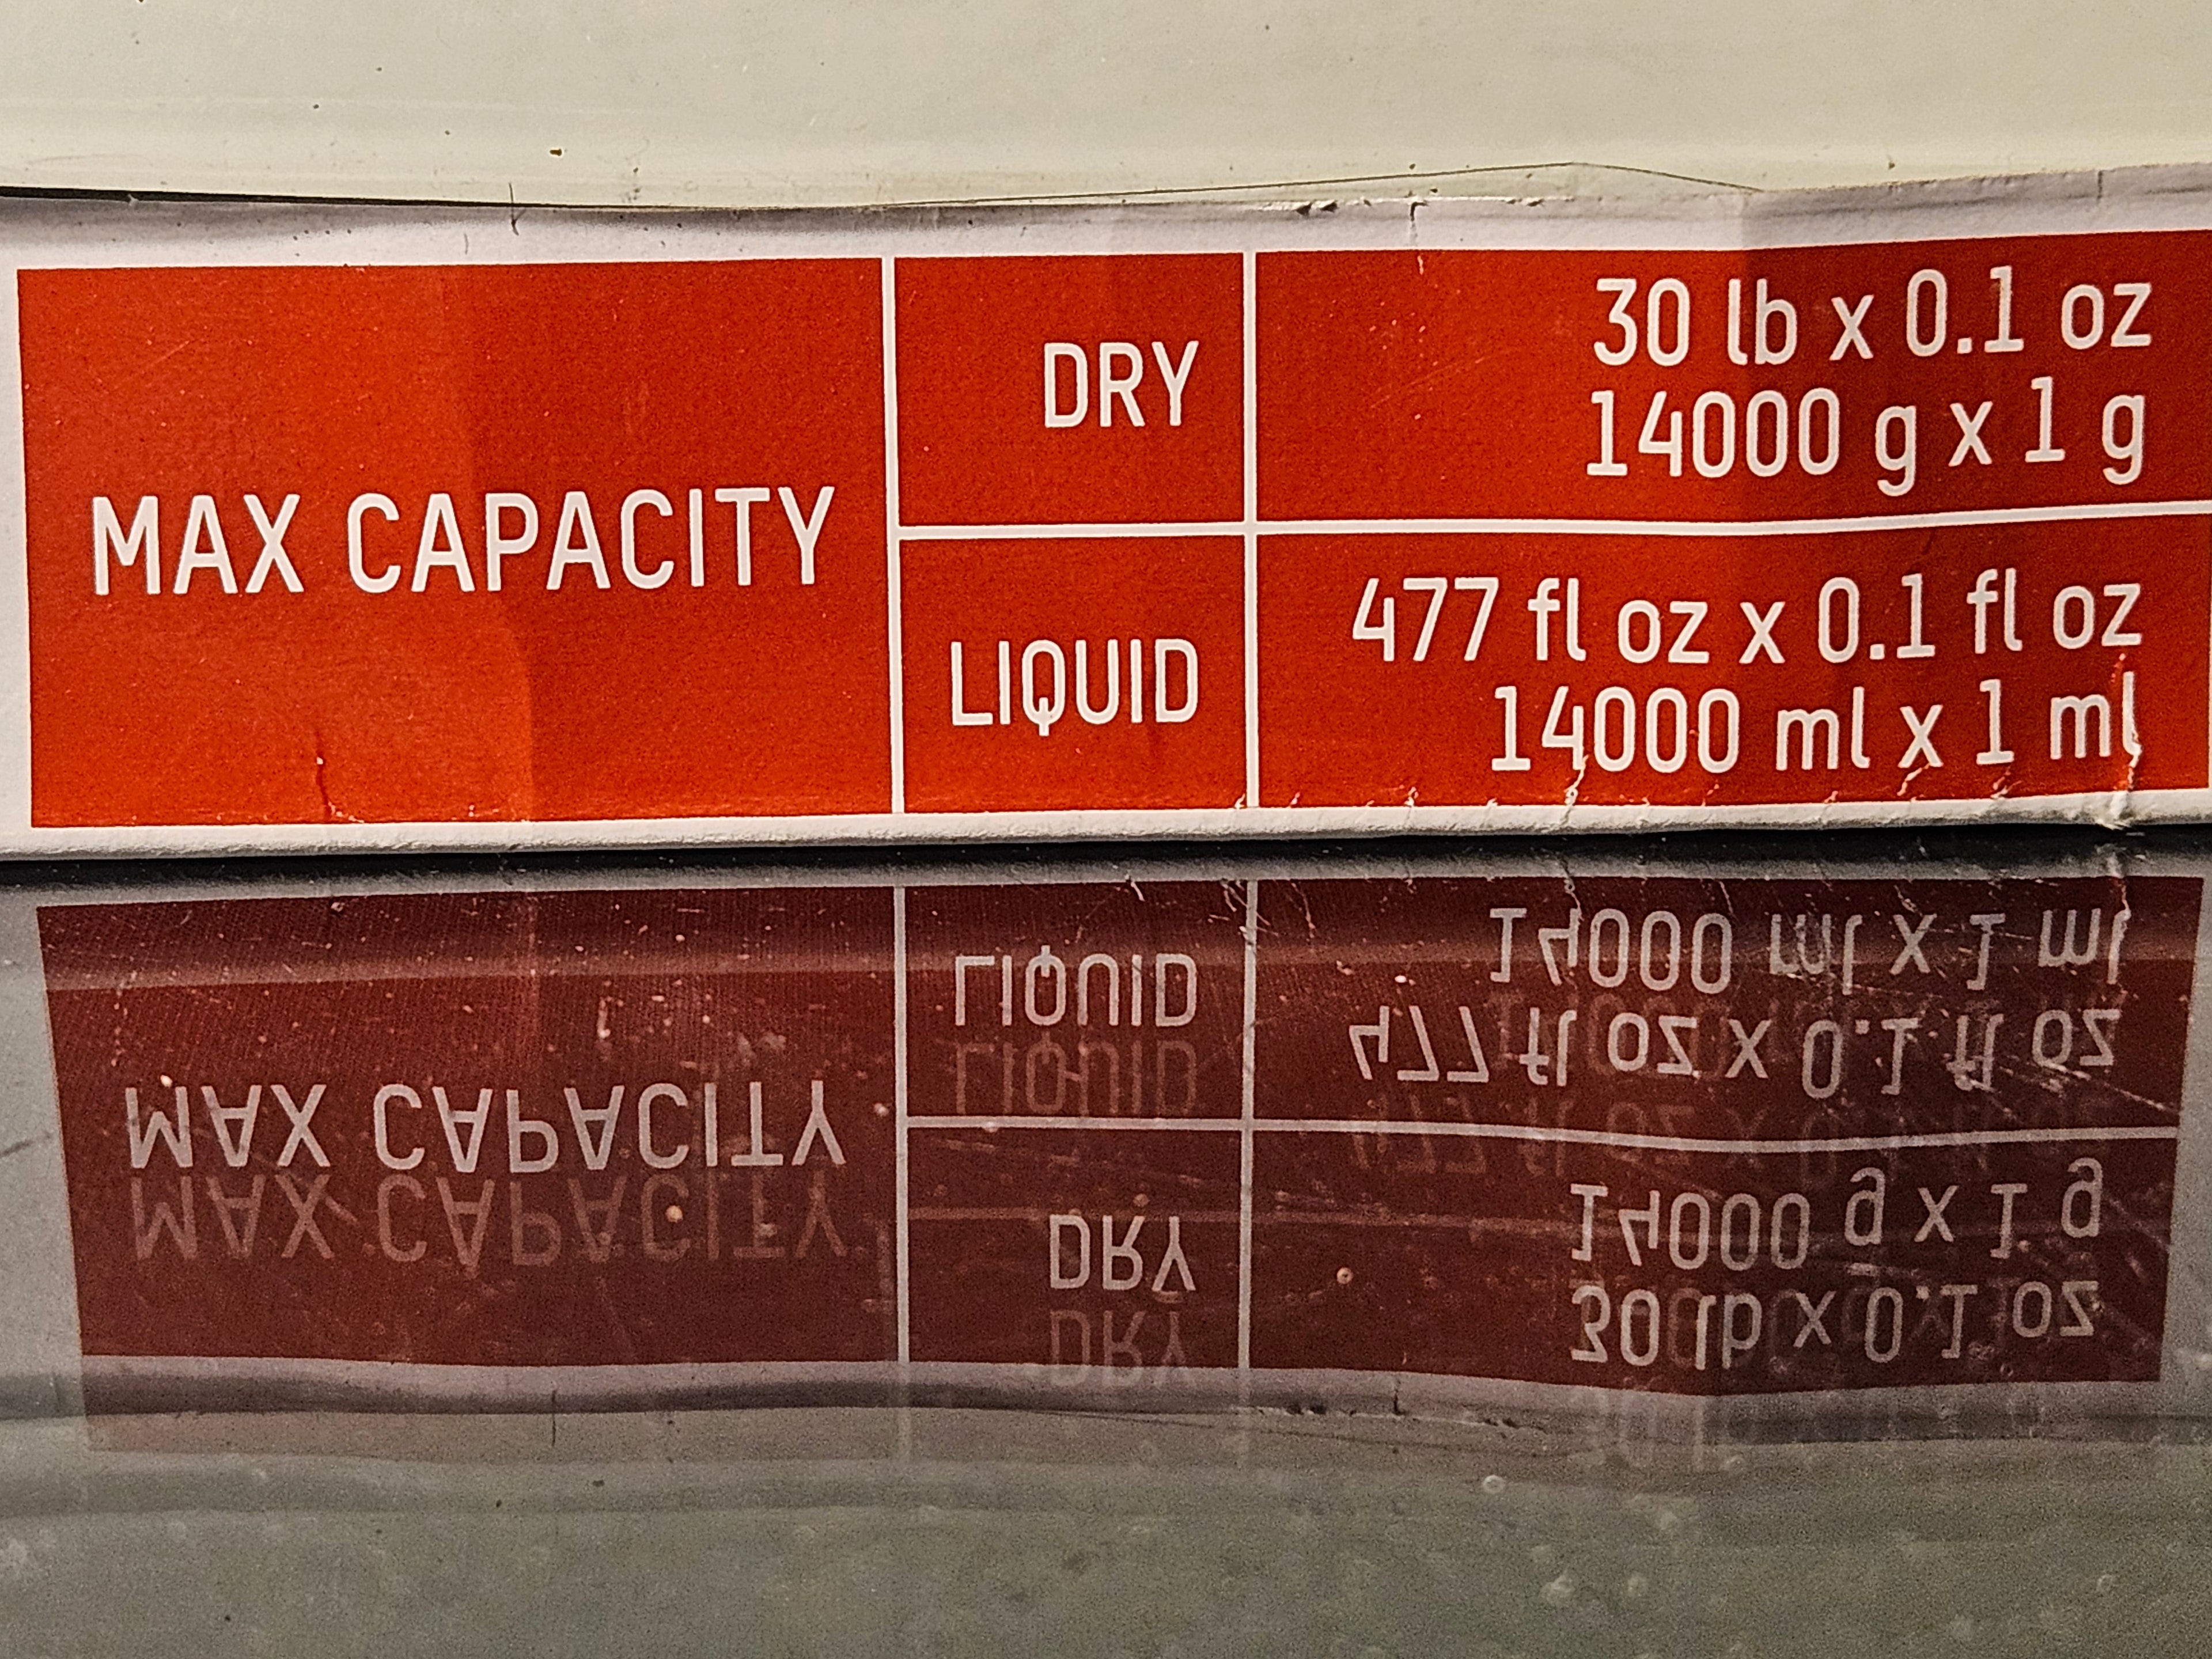 MAX CAPACITY
DRY
30 lb x 0.1 oz
14000 g x 1 g
LIQUID
477 fl oz x 0.1 fl oz
14000 ml x 1 ml